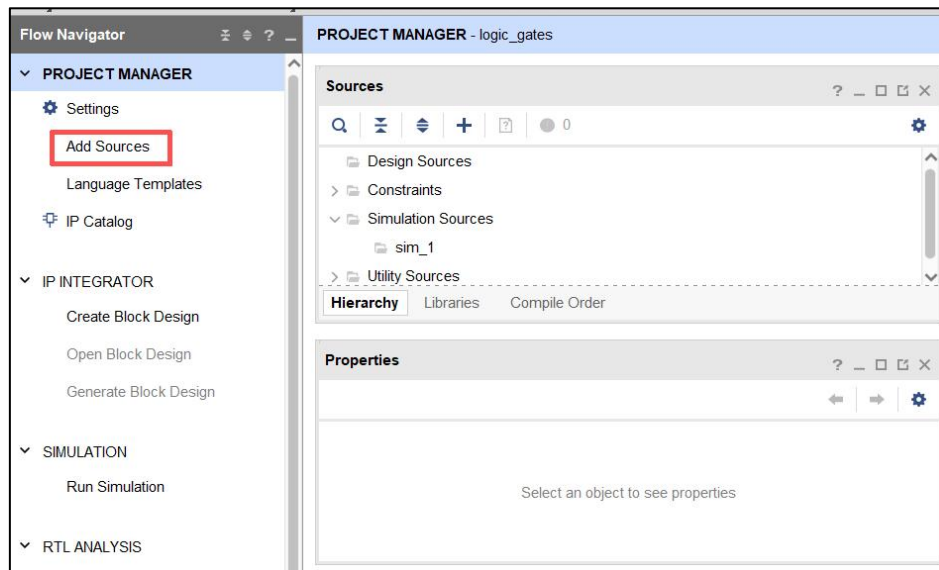 Flow Navigator
PROJECT MANAGER
Settings
Add Sources
Language Templates
IP Catalog
IP INTEGRATOR
Create Block Design
Open Block Design
Generate Block Design
SIMULATION
Run Simulation
RTL ANALYSIS
PROJECT MANAGER - logic_gates
Sources
0
Design Sources
Constraints
Simulation Sources
sim_1
Utility Sources
Hierarchy Libraries Compile Order
Properties
Select an object to see properties